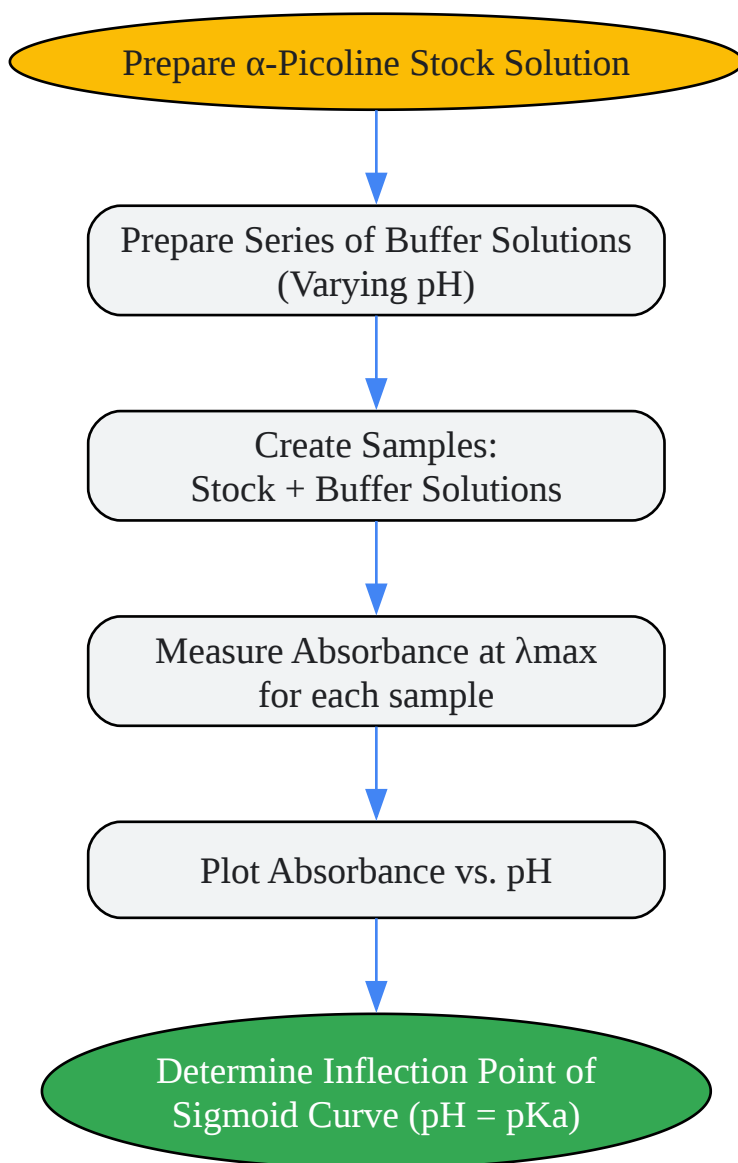 Prepare α-Picoline Stock Solution
Prepare Series of Buffer Solutions
(Varying pH)
Create Samples:
Stock + Buffer Solutions
Measure Absorbance at λmax
for each sample
Plot Absorbance vs. pH
Determine Inflection Point of
Sigmoid Curve (pH = pKa)